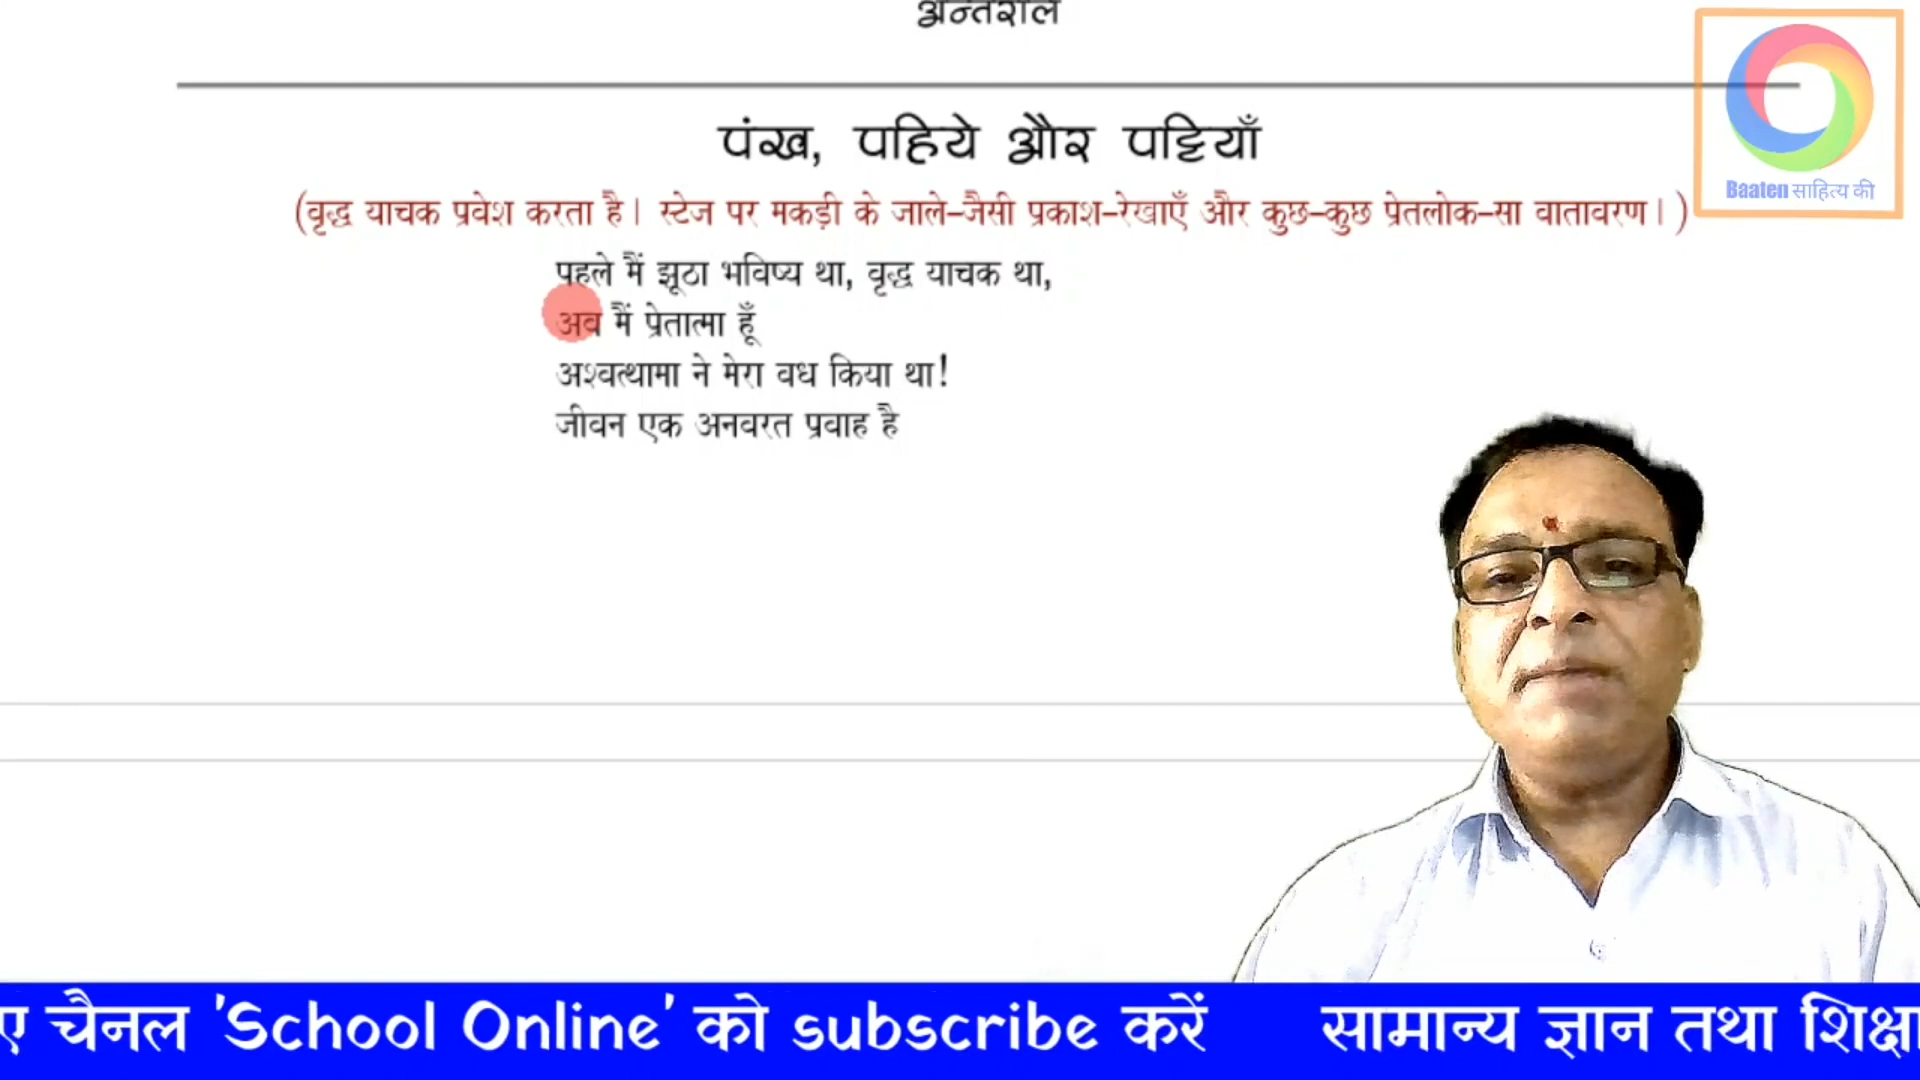 अन्तराल
पंख, पहिये और पट्टियाँ
(वृद्ध याचक प्रवेश करता है। स्टेज पर मकड़ी के जाले-जैसी प्रकाश-रेखाएँ और कुछ-कुछ प्रेतलोक-सा वातावरण।)
पहले मैं झूठा भविष्य था, वृद्ध याचक था,
अब मैं प्रेतात्मा हूँ
अश्वत्थामा ने मेरा वध किया था!
जीवन एक अनवरत प्रवाह है
Baaten साहित्य की
ए चैनल 'School Online' को subscribe करें सामान्य ज्ञान तथा शिक्षा